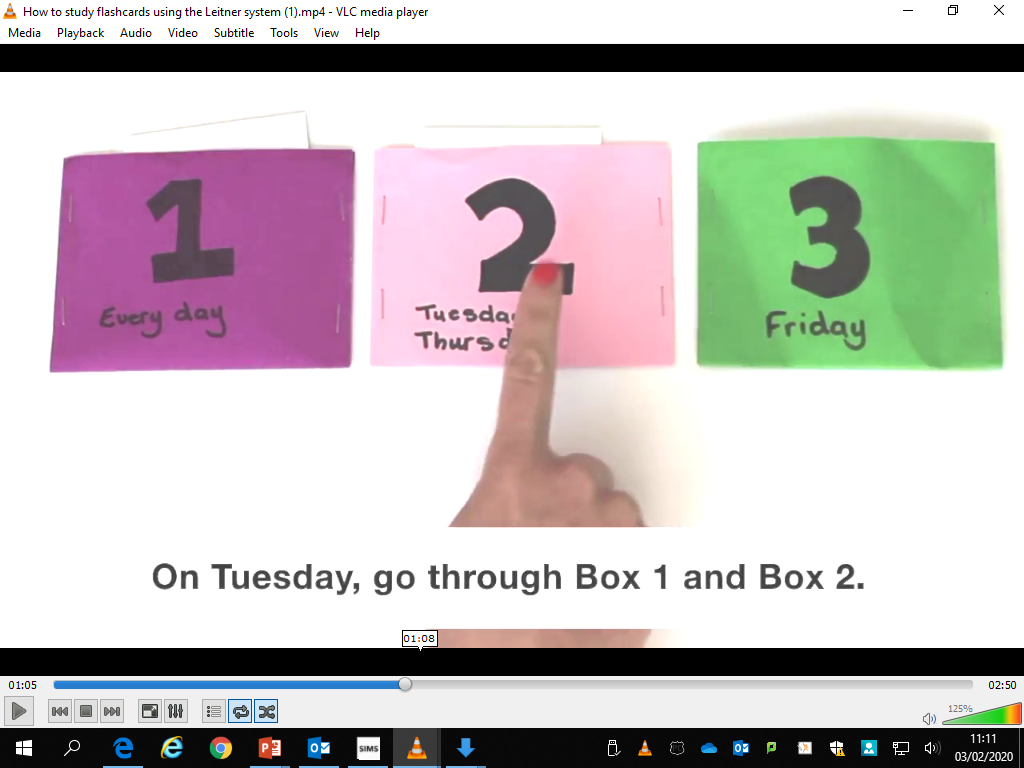 How to study flashcards using the Leitner system (1).mp4 - VLC media player
Media Playback Audio Video Subtitle Tools View Help
1
Every day
2
3
Friday
On Tuesday, go through Box 1 and Box 2.
01:08
01:05
02:50
125%
SIMS
11:11
03/02/2020